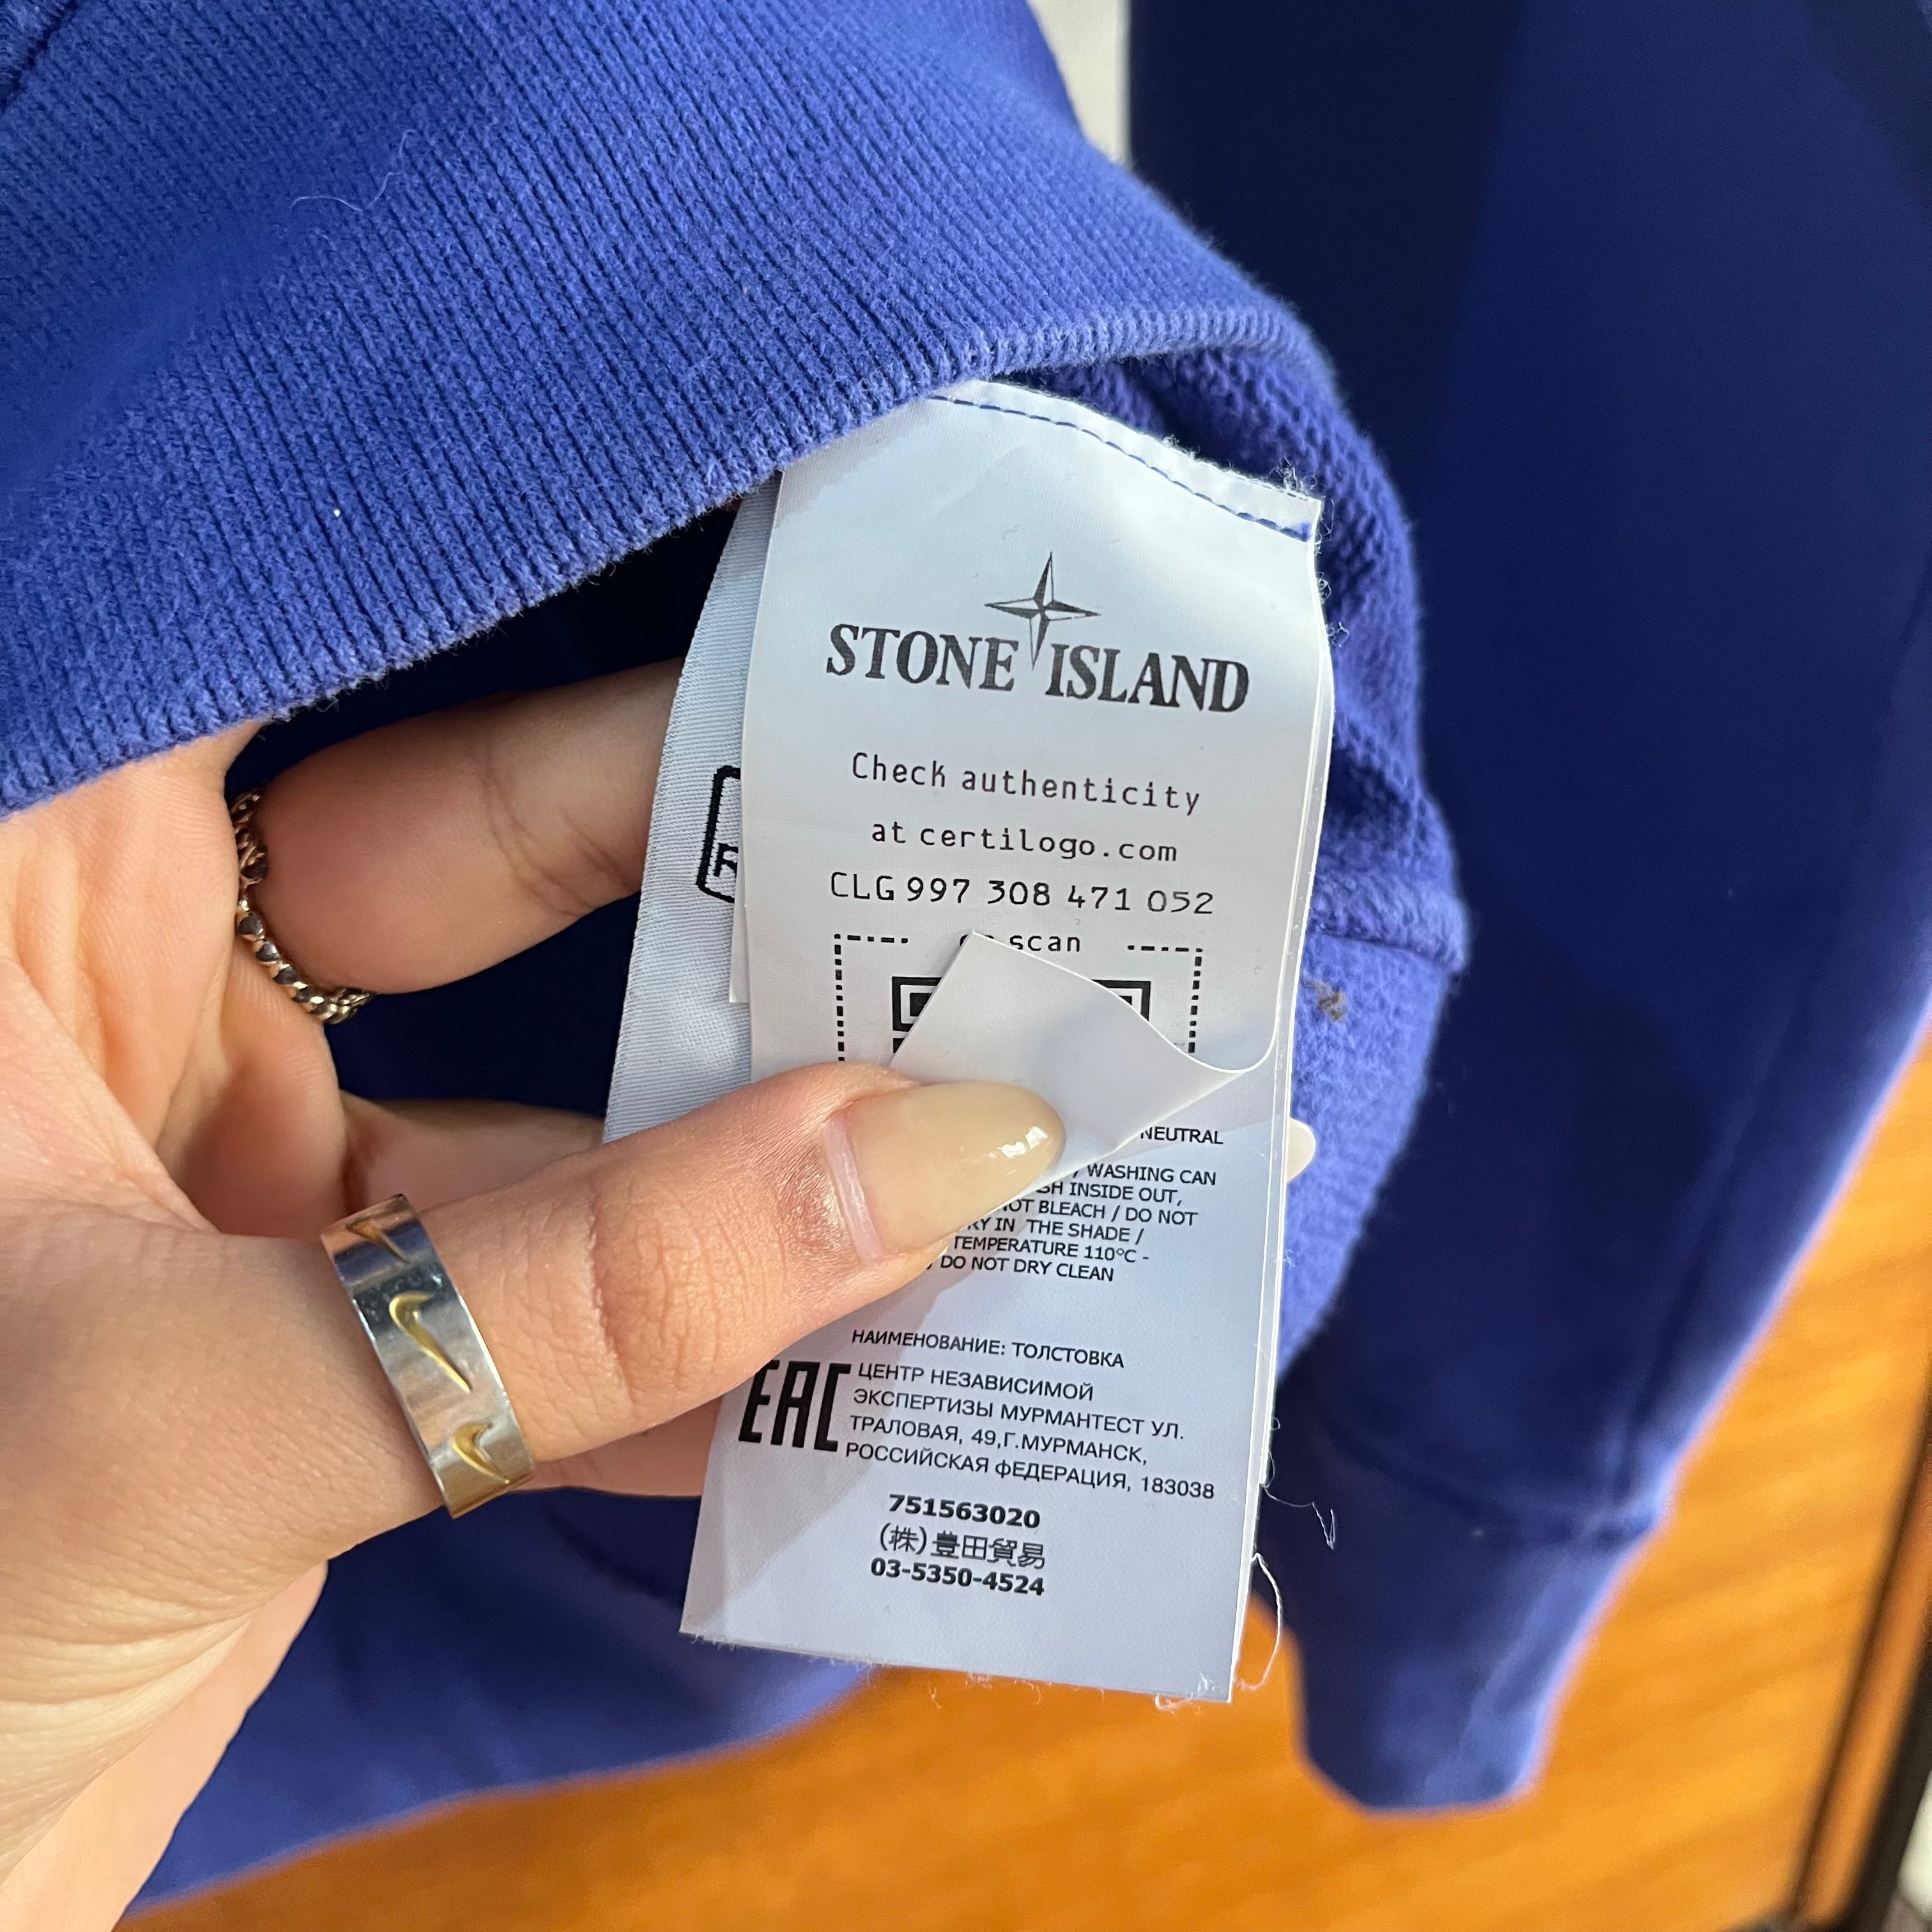 STONE ISLAND
Check authenticity
at certilogo.com
CLG 997 308 471 052
scan
NEUTRAL
/ WASHING CAN
INSIDE OUT,
BLEACH / DO NOT
IN THE SHADE /
TEMPERATURE 110°C -
/ DO NOT DRY CLEAN
НАИМЕНОВАНИЕ: ТОЛСТОВКА
EAC
ЦЕНТР НЕЗАВИСИМОЙ
ЭКСПЕРТИЗЫ МУРМАНТЕСТ УЛ.
ТРАЛОВАЯ, 49,Г.МУРМАНСК,
РОССИЙСКАЯ ФЕДЕРАЦИЯ, 183038
751563020
(株)豊田貿易
03-5350-4524